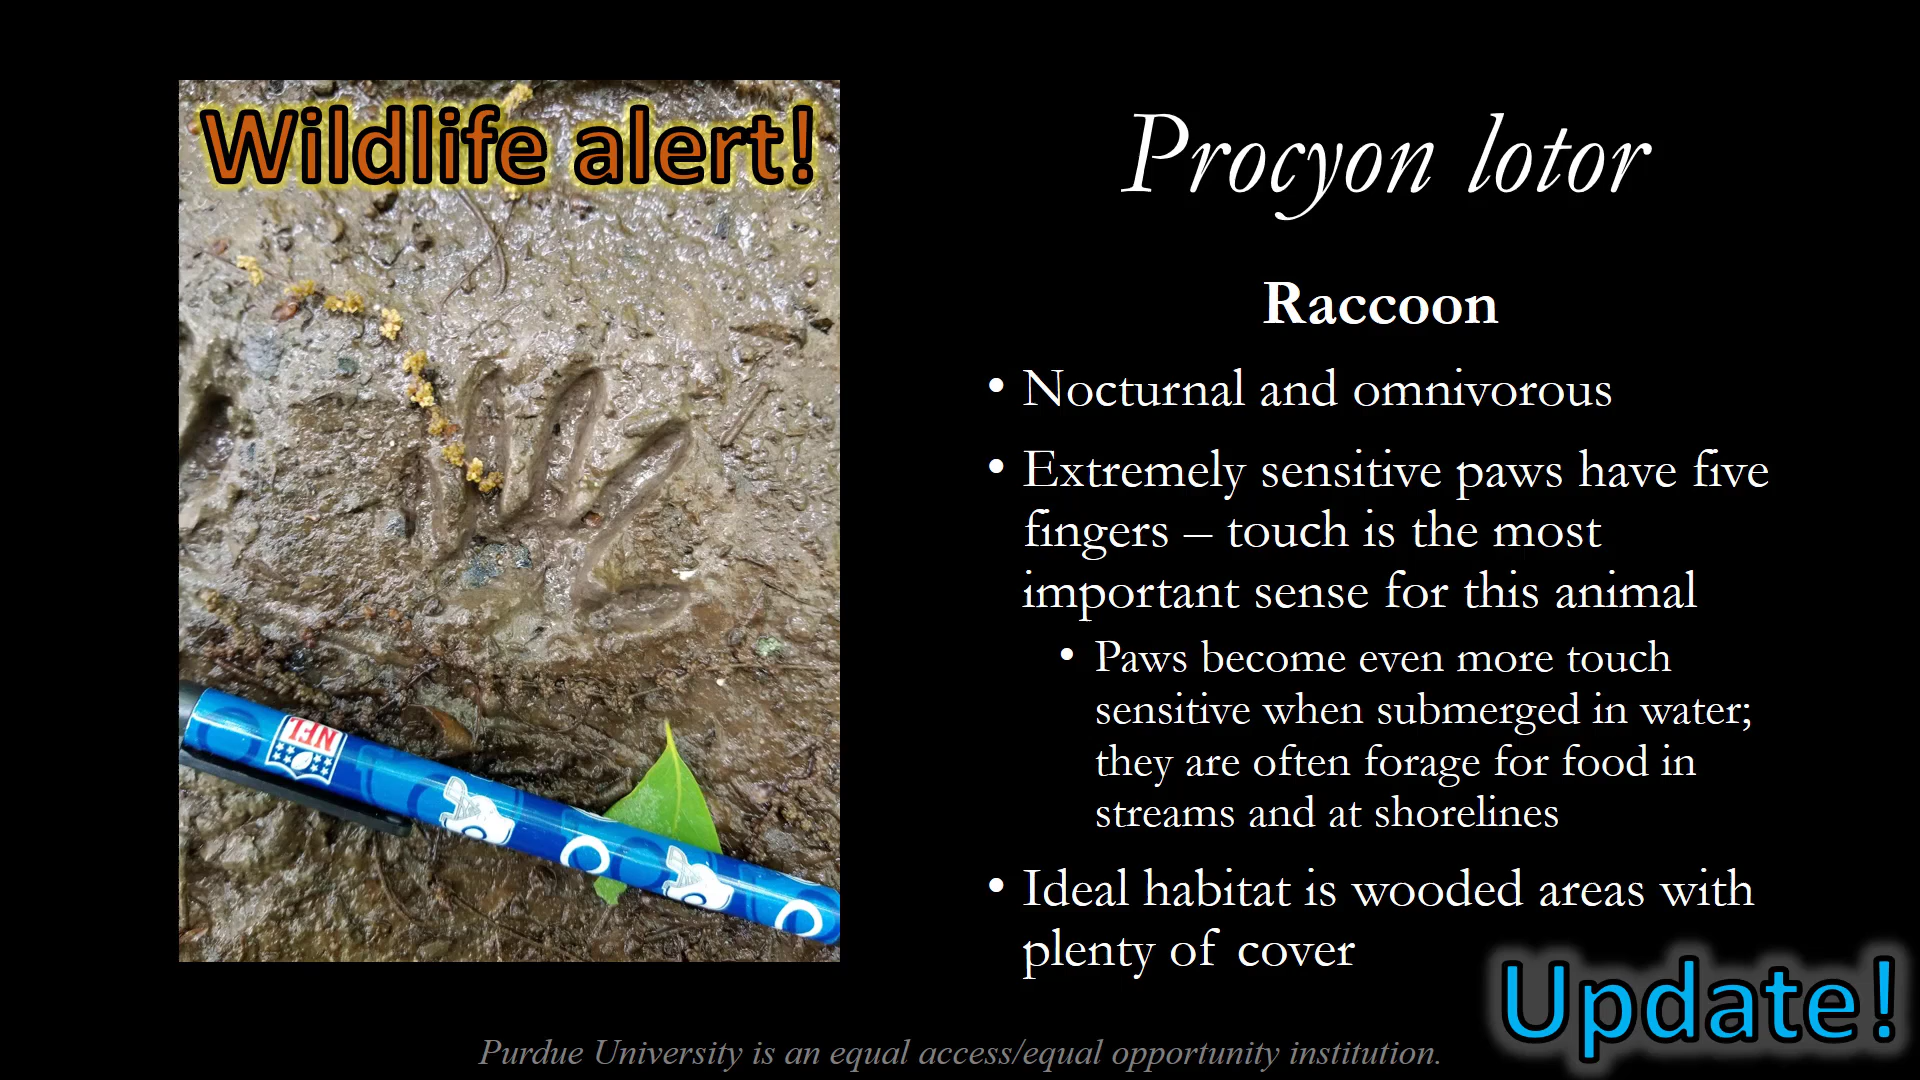 Wildlife alert!
Procyon lotor
Raccoon
• Nocturnal and omnivorous
• Extremely sensitive paws have five
fingers – touch is the most
important sense for this animal
• Paws become even more touch
sensitive when submerged in water;
they are often forage for food in
streams and at shorelines
• Ideal habitat is wooded areas with
plenty of cover
NFL
Update!
Purdue University is an equal access/equal opportunity institution.